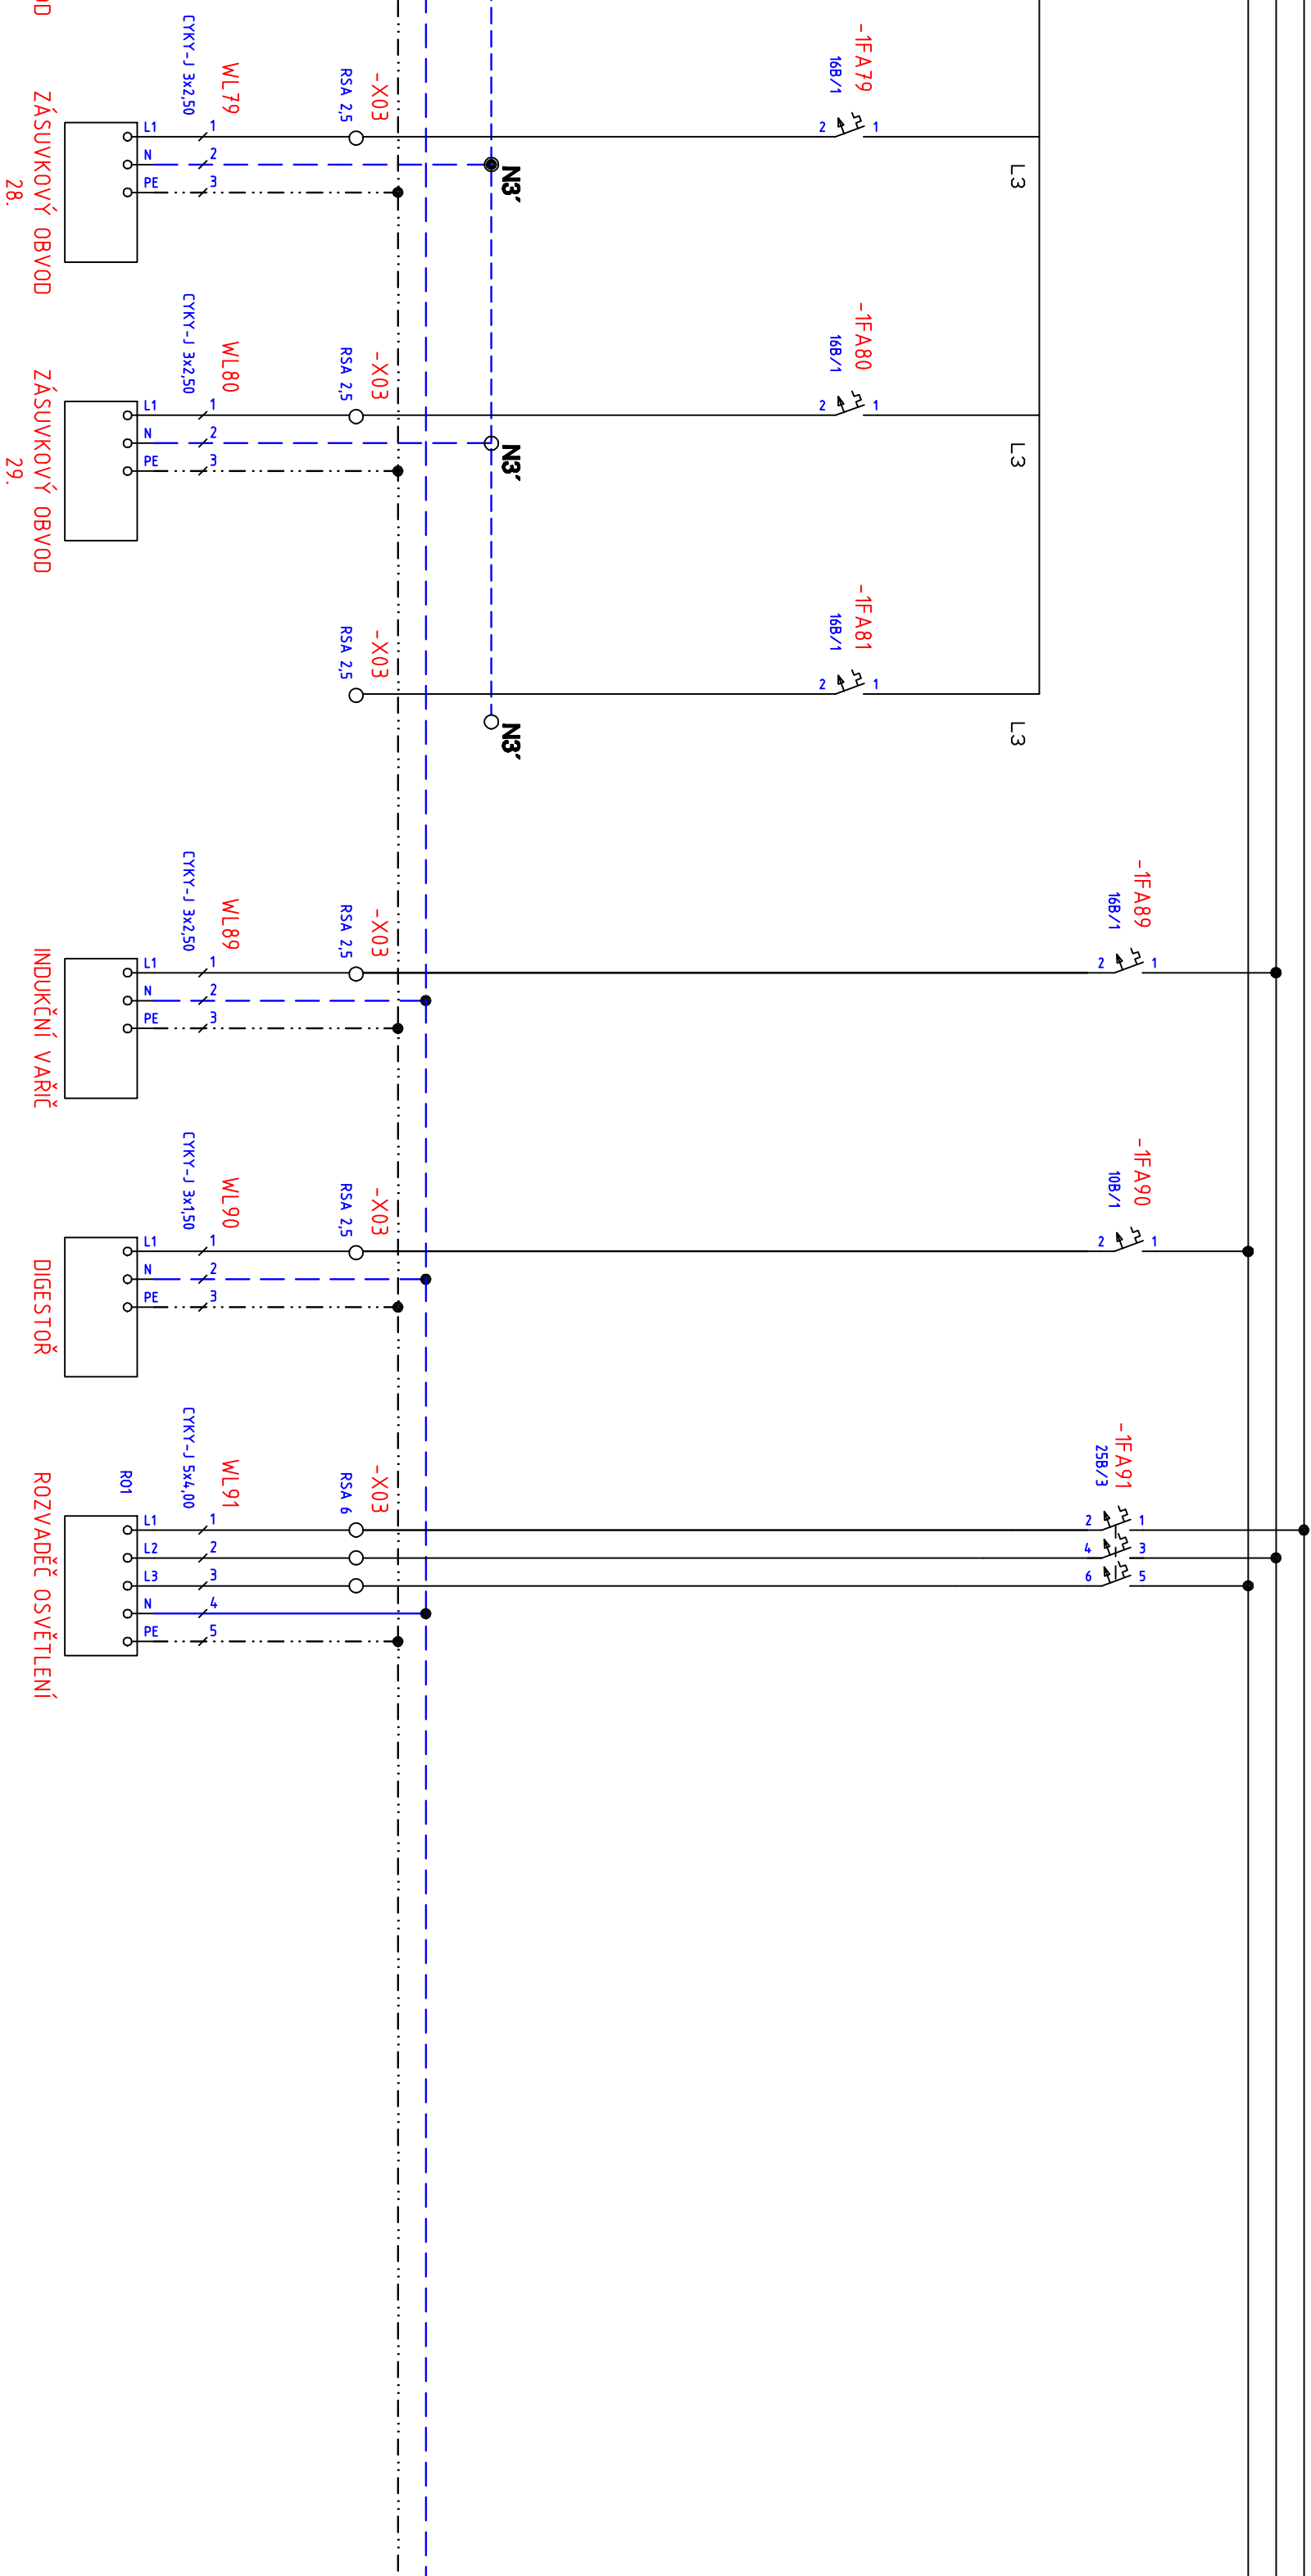 -1FA79
16B/1
1
2
L3
N3´
-X03
RSA 2,5
WL79
CYKY-J 3x2,50
1
2
3
L1
N
PE
ZÁSUVKOVÝ OBVOD
28.
-1FA80
16B/1
1
2
L3
N3´
-X03
RSA 2,5
WL80
CYKY-J 3x2,50
1
2
3
L1
N
PE
ZÁSUVKOVÝ OBVOD
29.
-1FA81
16B/1
1
2
L3
N3´
-X03
RSA 2,5
-1FA89
16B/1
1
2
-X03
RSA 2,5
WL89
CYKY-J 3x2,50
1
2
3
L1
N
PE
INDUKČNÍ VAŘIČ
-1FA90
10B/1
1
2
-X03
RSA 2,5
WL90
CYKY-J 3x1,50
1
2
3
L1
N
PE
DIGESTOŘ
-1FA91
25B/3
1
3
5
2
4
6
-X03
RSA 6
WL91
CYKY-J 5x4,00
1
2
3
4
5
L1
L2
L3
N
PE
RO1
ROZVADĚČ OSVĚTLENÍ